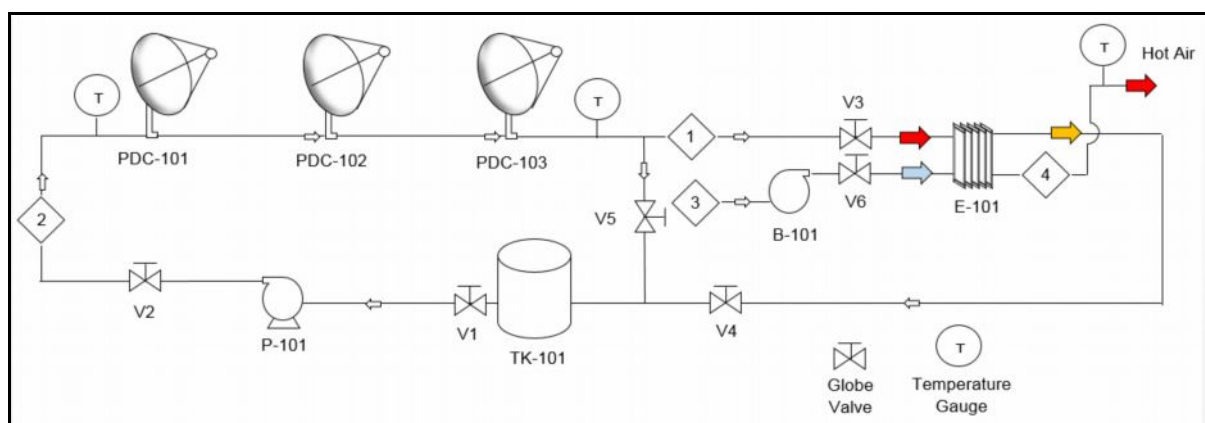 T
Hot Air
T
T
1
V3
PDC-101
PDC-102
PDC-103
2
3
V6
4
V5
B-101
E-101
V2
V1
V4
P-101
TK-101
T
Globe
Valve
Temperature
Gauge